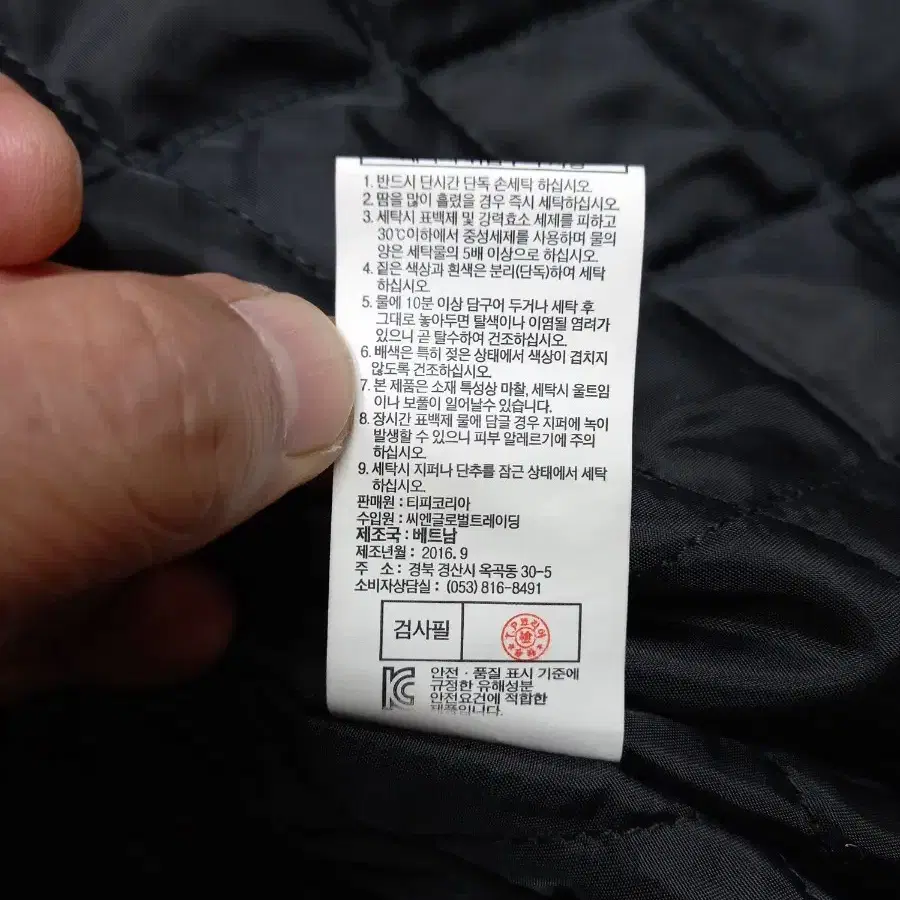 1. 반드시 단시간 단독 손세탁 하십시오.
2. 땀을 많이 흘렸을 경우 즉시 세탁하십시오.
3. 세탁시 표백제 및 강력효소 세제를 피하고
30℃이하에서 중성세제를 사용하며 물의
양은 세탁물의 5배 이상으로 하십시오.
4. 짙은 색상과 흰색은 분리(단독)하여 세탁
하십시오.
5. 물에 10분 이상 담구어 두거나 세탁 후
그대로 놓아두면 탈색이나 이염될 염려가
있으니 곧 탈수하여 건조하십시오.
6. 배색은 특히 젖은 상태에서 색상이 겹치지
않도록 건조하십시오.
7. 본 제품은 소재 특성상 마찰, 세탁시 울트임
이나 보풀이 일어날수 있습니다.
8. 장시간 표백제 물에 담글 경우 지퍼에 녹이
발생할 수 있으니 피부 알레르기에 주의
하십시오.
9. 세탁시 지퍼나 단추를 잠근 상태에서 세탁
하십시오.
판매원 : 티피코리아
수입원 : 씨엔글로벌트레이딩
제조국 : 베트남
제조년월 : 2016. 9
주 소 : 경북 경산시 옥곡동 30-5
소비자상담실 : (053) 816-8491
검사필
T.P코리아
안전 · 품질 표시 기준에
규정한 유해성분
안전요건에 적합한
제품입니다.